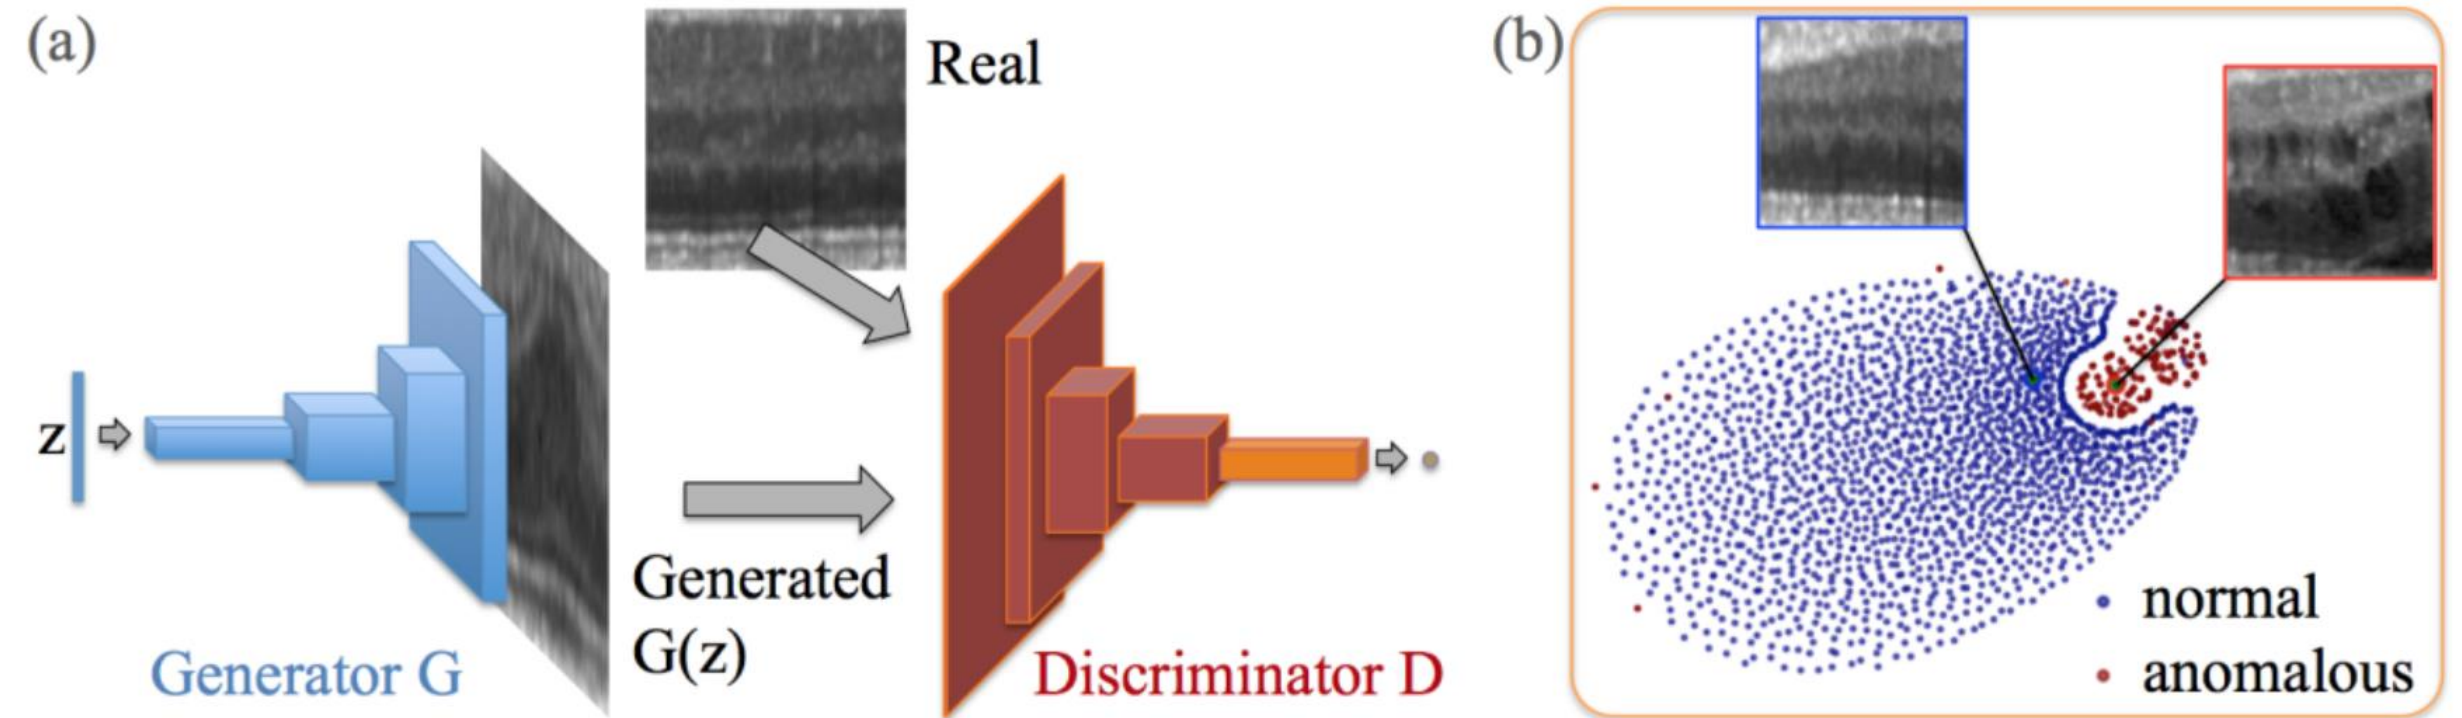 (a)
Real
z
Generated
G(z)
Generator G
Discriminator D
(b)
normal
anomalous